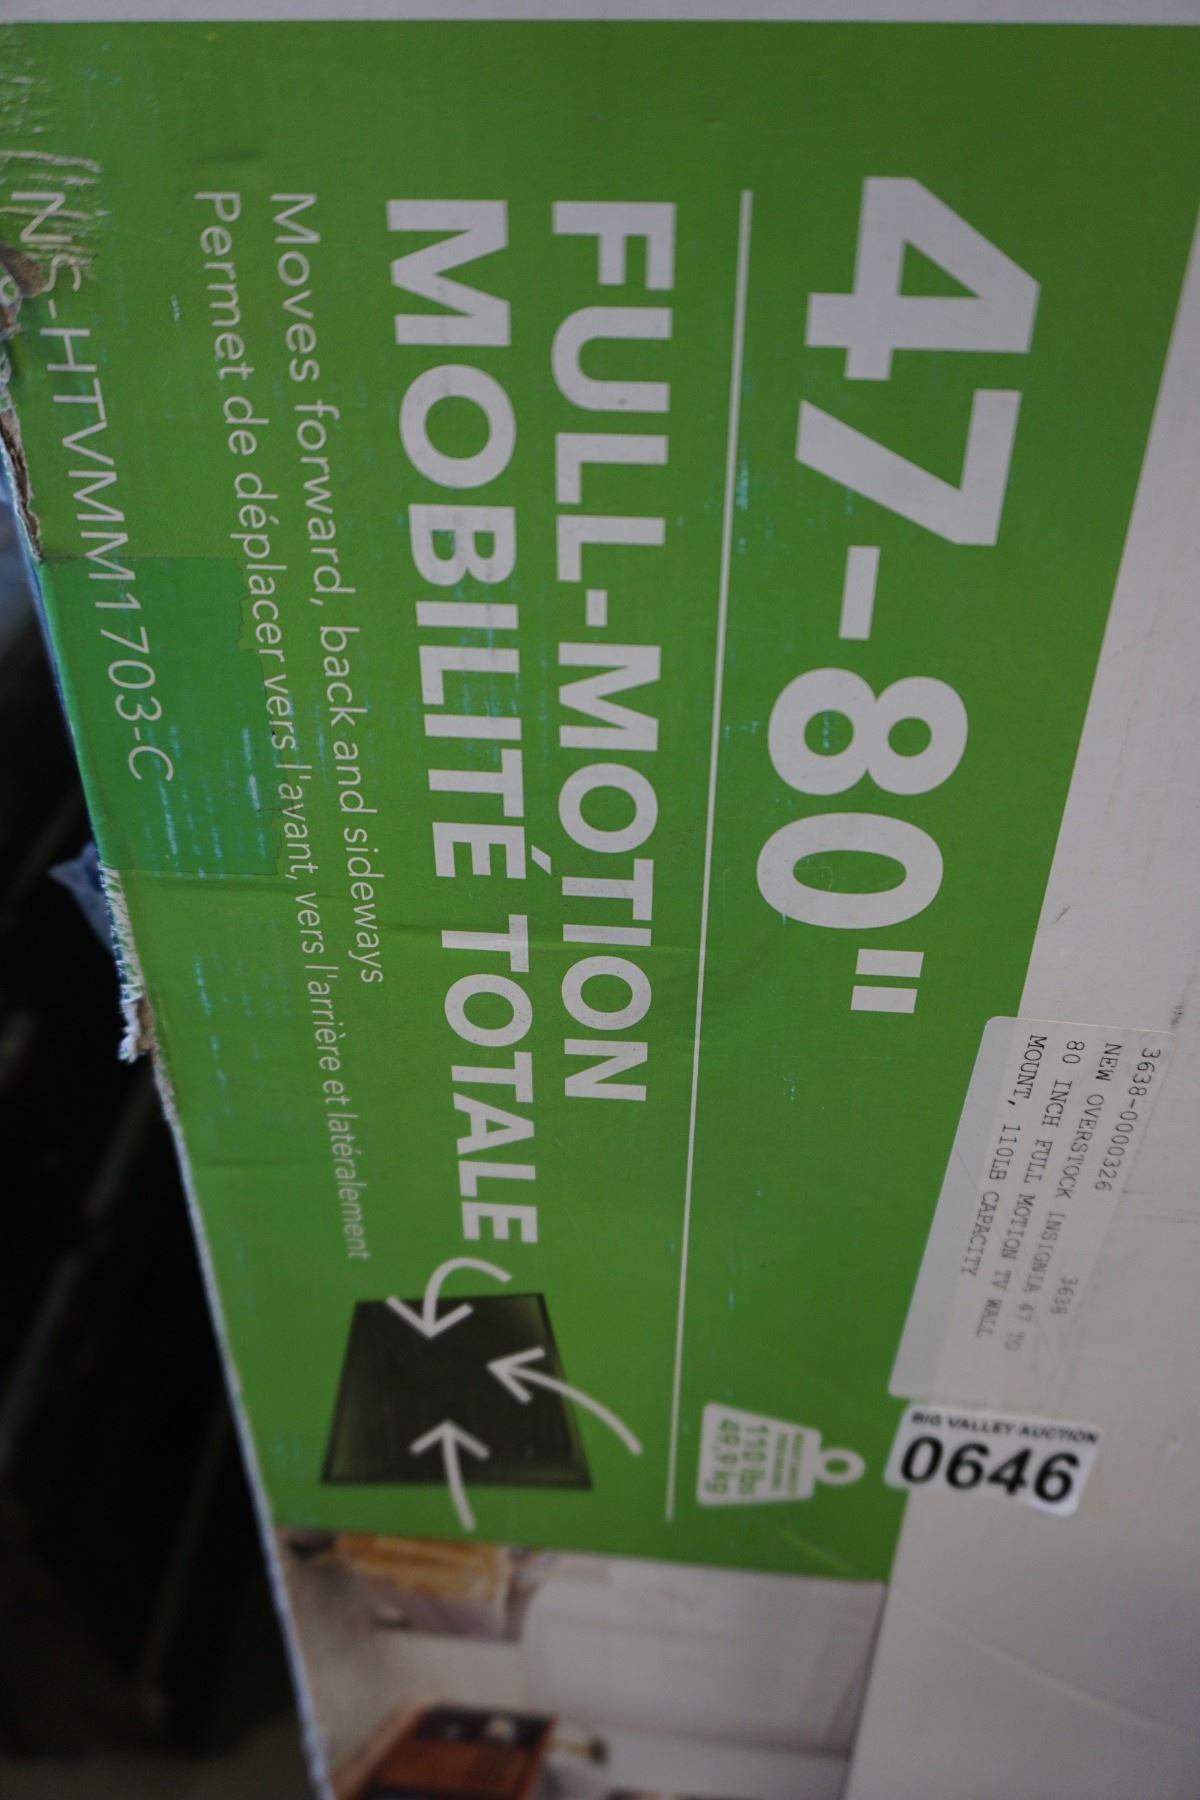 47-80"
FULL-MOTION
MOBILITÉ TOTALE
Moves forward, back and sideways
Permet de déplacer vers l'avant, vers l'arrière et latéralement
NS-HTVMM1703-C
110 lbs
49,9 kg
3638-0000326 3638
NEW OVERSTOCK INSIGNIA 47 TO
80 INCH FULL MOTION TV WALL
MOUNT, 110LB CAPACITY
BIG VALLEY AUCTION
0646